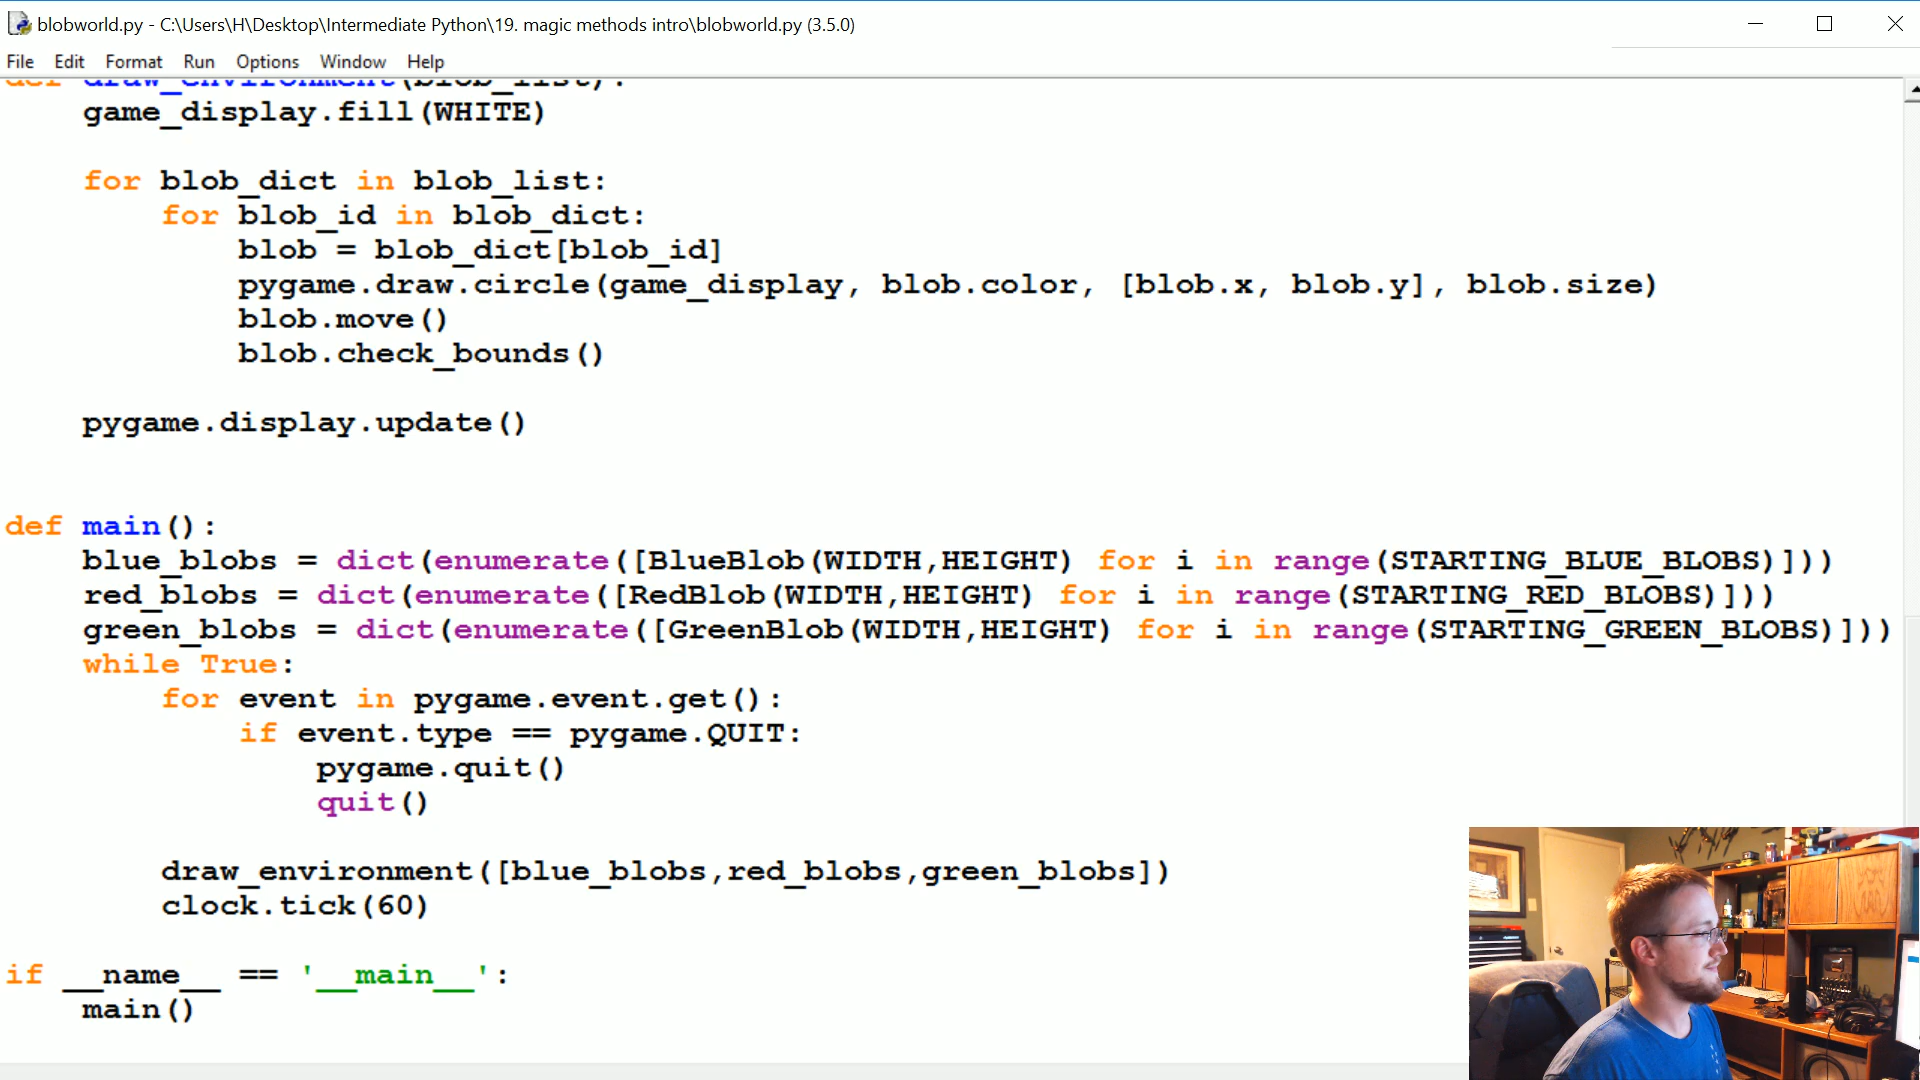 blobworld.py - C:\Users\H\Desktop\Intermediate Python\19. magic methods intro\blobworld.py (3.5.0)
File Edit Format Run Options Window Help
def draw_environment(blob_list):
    game_display.fill(WHITE)
    for blob_dict in blob_list:
        for blob_id in blob_dict:
            blob = blob_dict[blob_id]
            pygame.draw.circle(game_display, blob.color, [blob.x, blob.y], blob.size)
            blob.move()
            blob.check_bounds()
    pygame.display.update()
def main():
    blue_blobs = dict(enumerate([BlueBlob(WIDTH,HEIGHT) for i in range(STARTING_BLUE_BLOBS)]))
    red_blobs = dict(enumerate([RedBlob(WIDTH,HEIGHT) for i in range(STARTING_RED_BLOBS)]))
    green_blobs = dict(enumerate([GreenBlob(WIDTH,HEIGHT) for i in range(STARTING_GREEN_BLOBS)]))
    while True:
        for event in pygame.event.get():
            if event.type == pygame.QUIT:
                pygame.quit()
                quit()
        draw_environment([blue_blobs,red_blobs,green_blobs])
        clock.tick(60)
if __name__ == '__main__':
    main()